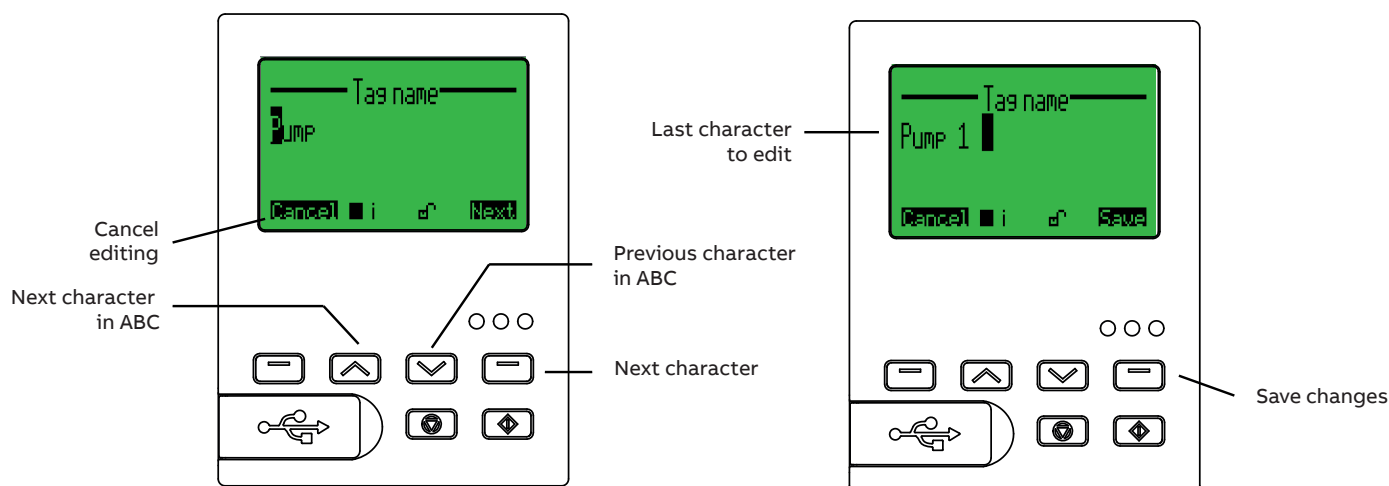 Tag name
Pump
Cancel i Next
Cancel
editing
Next character
in ABC
Previous character
in ABC
Next character
Last character
to edit
Tag name
Pump 1
Cancel i Save
Save changes